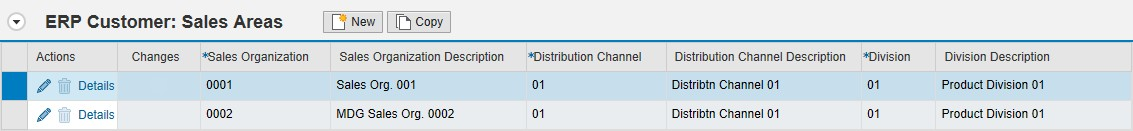 ERP Customer: Sales Areas New Copy
Actions Changes *Sales Organization Sales Organization Description *Distribution Channel Distribution Channel Description *Division Division Description
Details 0001 Sales Org. 001 01 Distribtn Channel 01 01 Product Division 01
Details 0002 MDG Sales Org. 0002 01 Distribtn Channel 01 01 Product Division 01